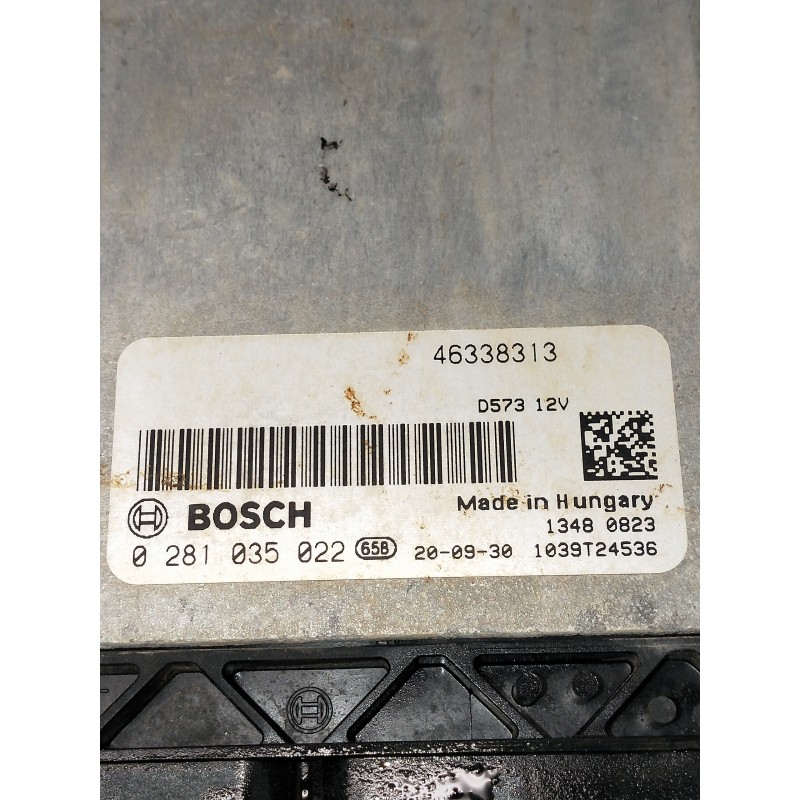 46338313
D573 12V
BOSCH
Made in Hungary
1348 0823
0 281 035 022 658 20-09-30 1039T24536